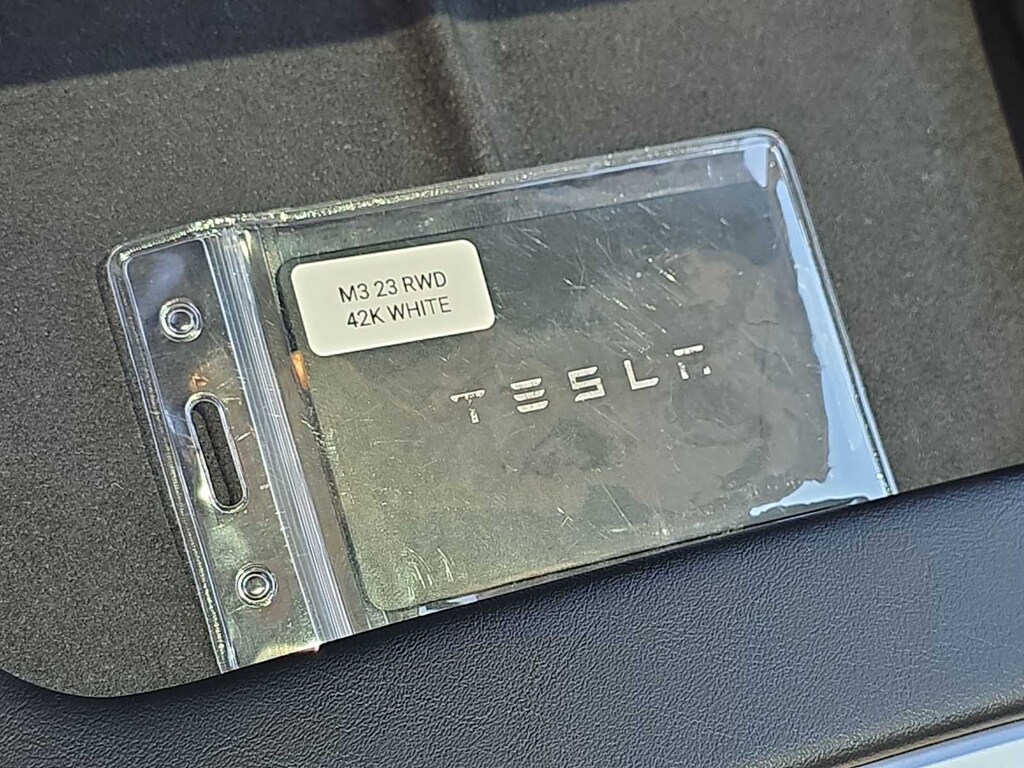 M3 23 RWD
42K WHITE
TESLA